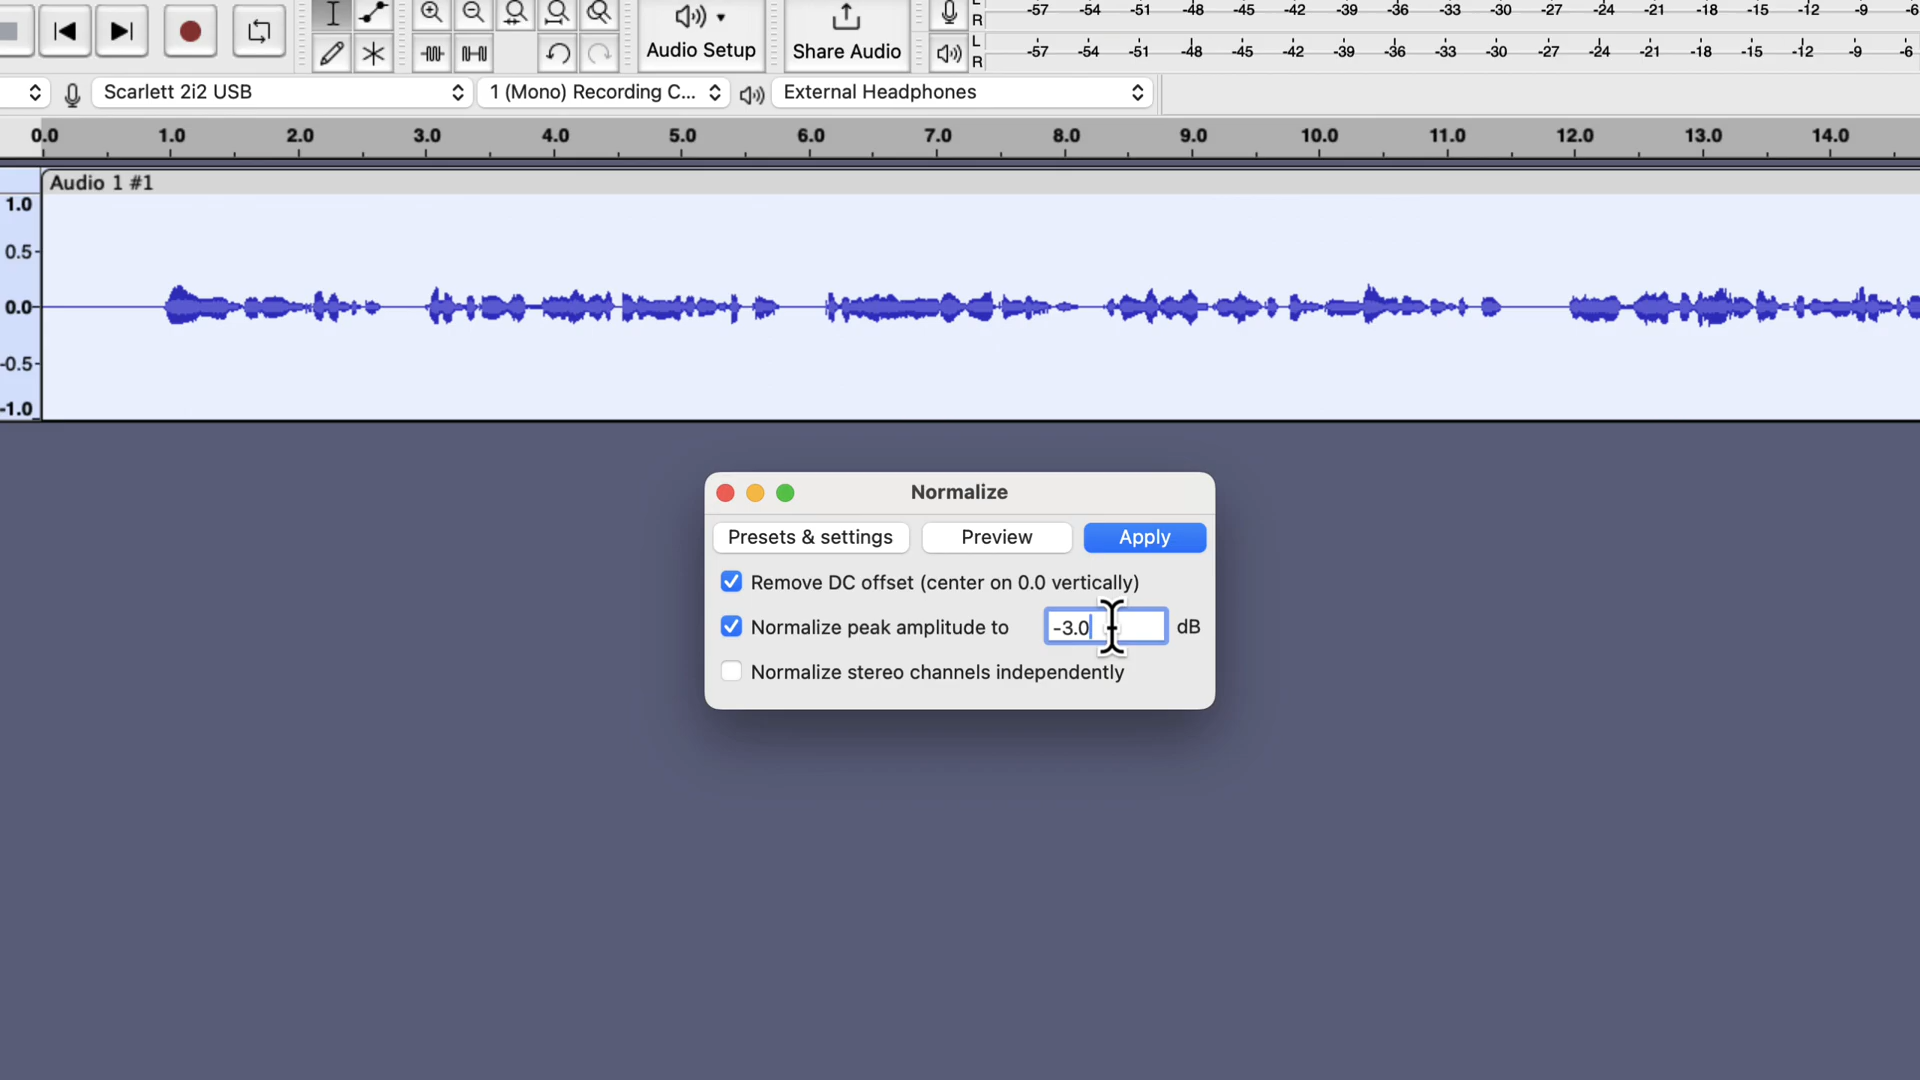 L
R
-57 -54 -51 -48 -45 -42 -39 -36 -33 -30 -27 -24 -21 -18 -15 -12 -9 -6
Audio Setup
Share Audio
L
R
-57 -54 -51 -48 -45 -42 -39 -36 -33 -30 -27 -24 -21 -18 -15 -12 -9 -6
Scarlett 2i2 USB
1 (Mono) Recording C...
External Headphones
0.0 1.0 2.0 3.0 4.0 5.0 6.0 7.0 8.0 9.0 10.0 11.0 12.0 13.0 14.0
Audio 1 #1
1.0
0.5
0.0
-0.5
-1.0
Normalize
Presets & settings
Preview
Apply
Remove DC offset (center on 0.0 vertically)
Normalize peak amplitude to -3.0 dB
Normalize stereo channels independently